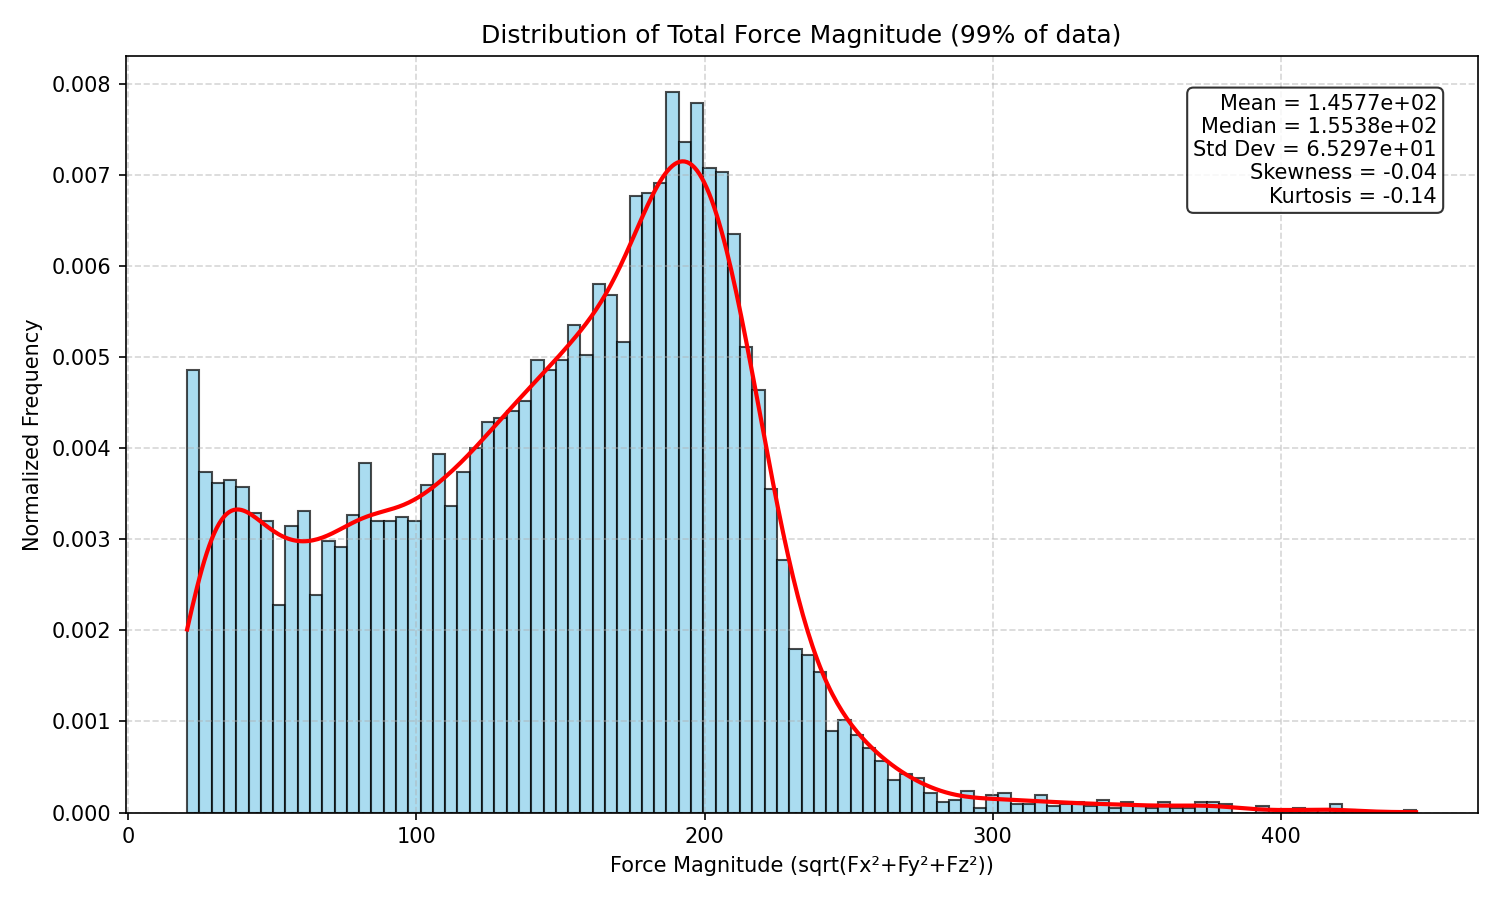 Distribution of Total Force Magnitude (99% of data)
Mean = 1.4577e+02
Median = 1.5538e+02
Std Dev = 6.5297e+01
Skewness = -0.04
Kurtosis = -0.14
Normalized Frequency
0.008
0.007
0.006
0.005
0.004
0.003
0.002
0.001
0.000
0 100 200 300 400
Force Magnitude (sqrt(Fx²+Fy²+Fz²))